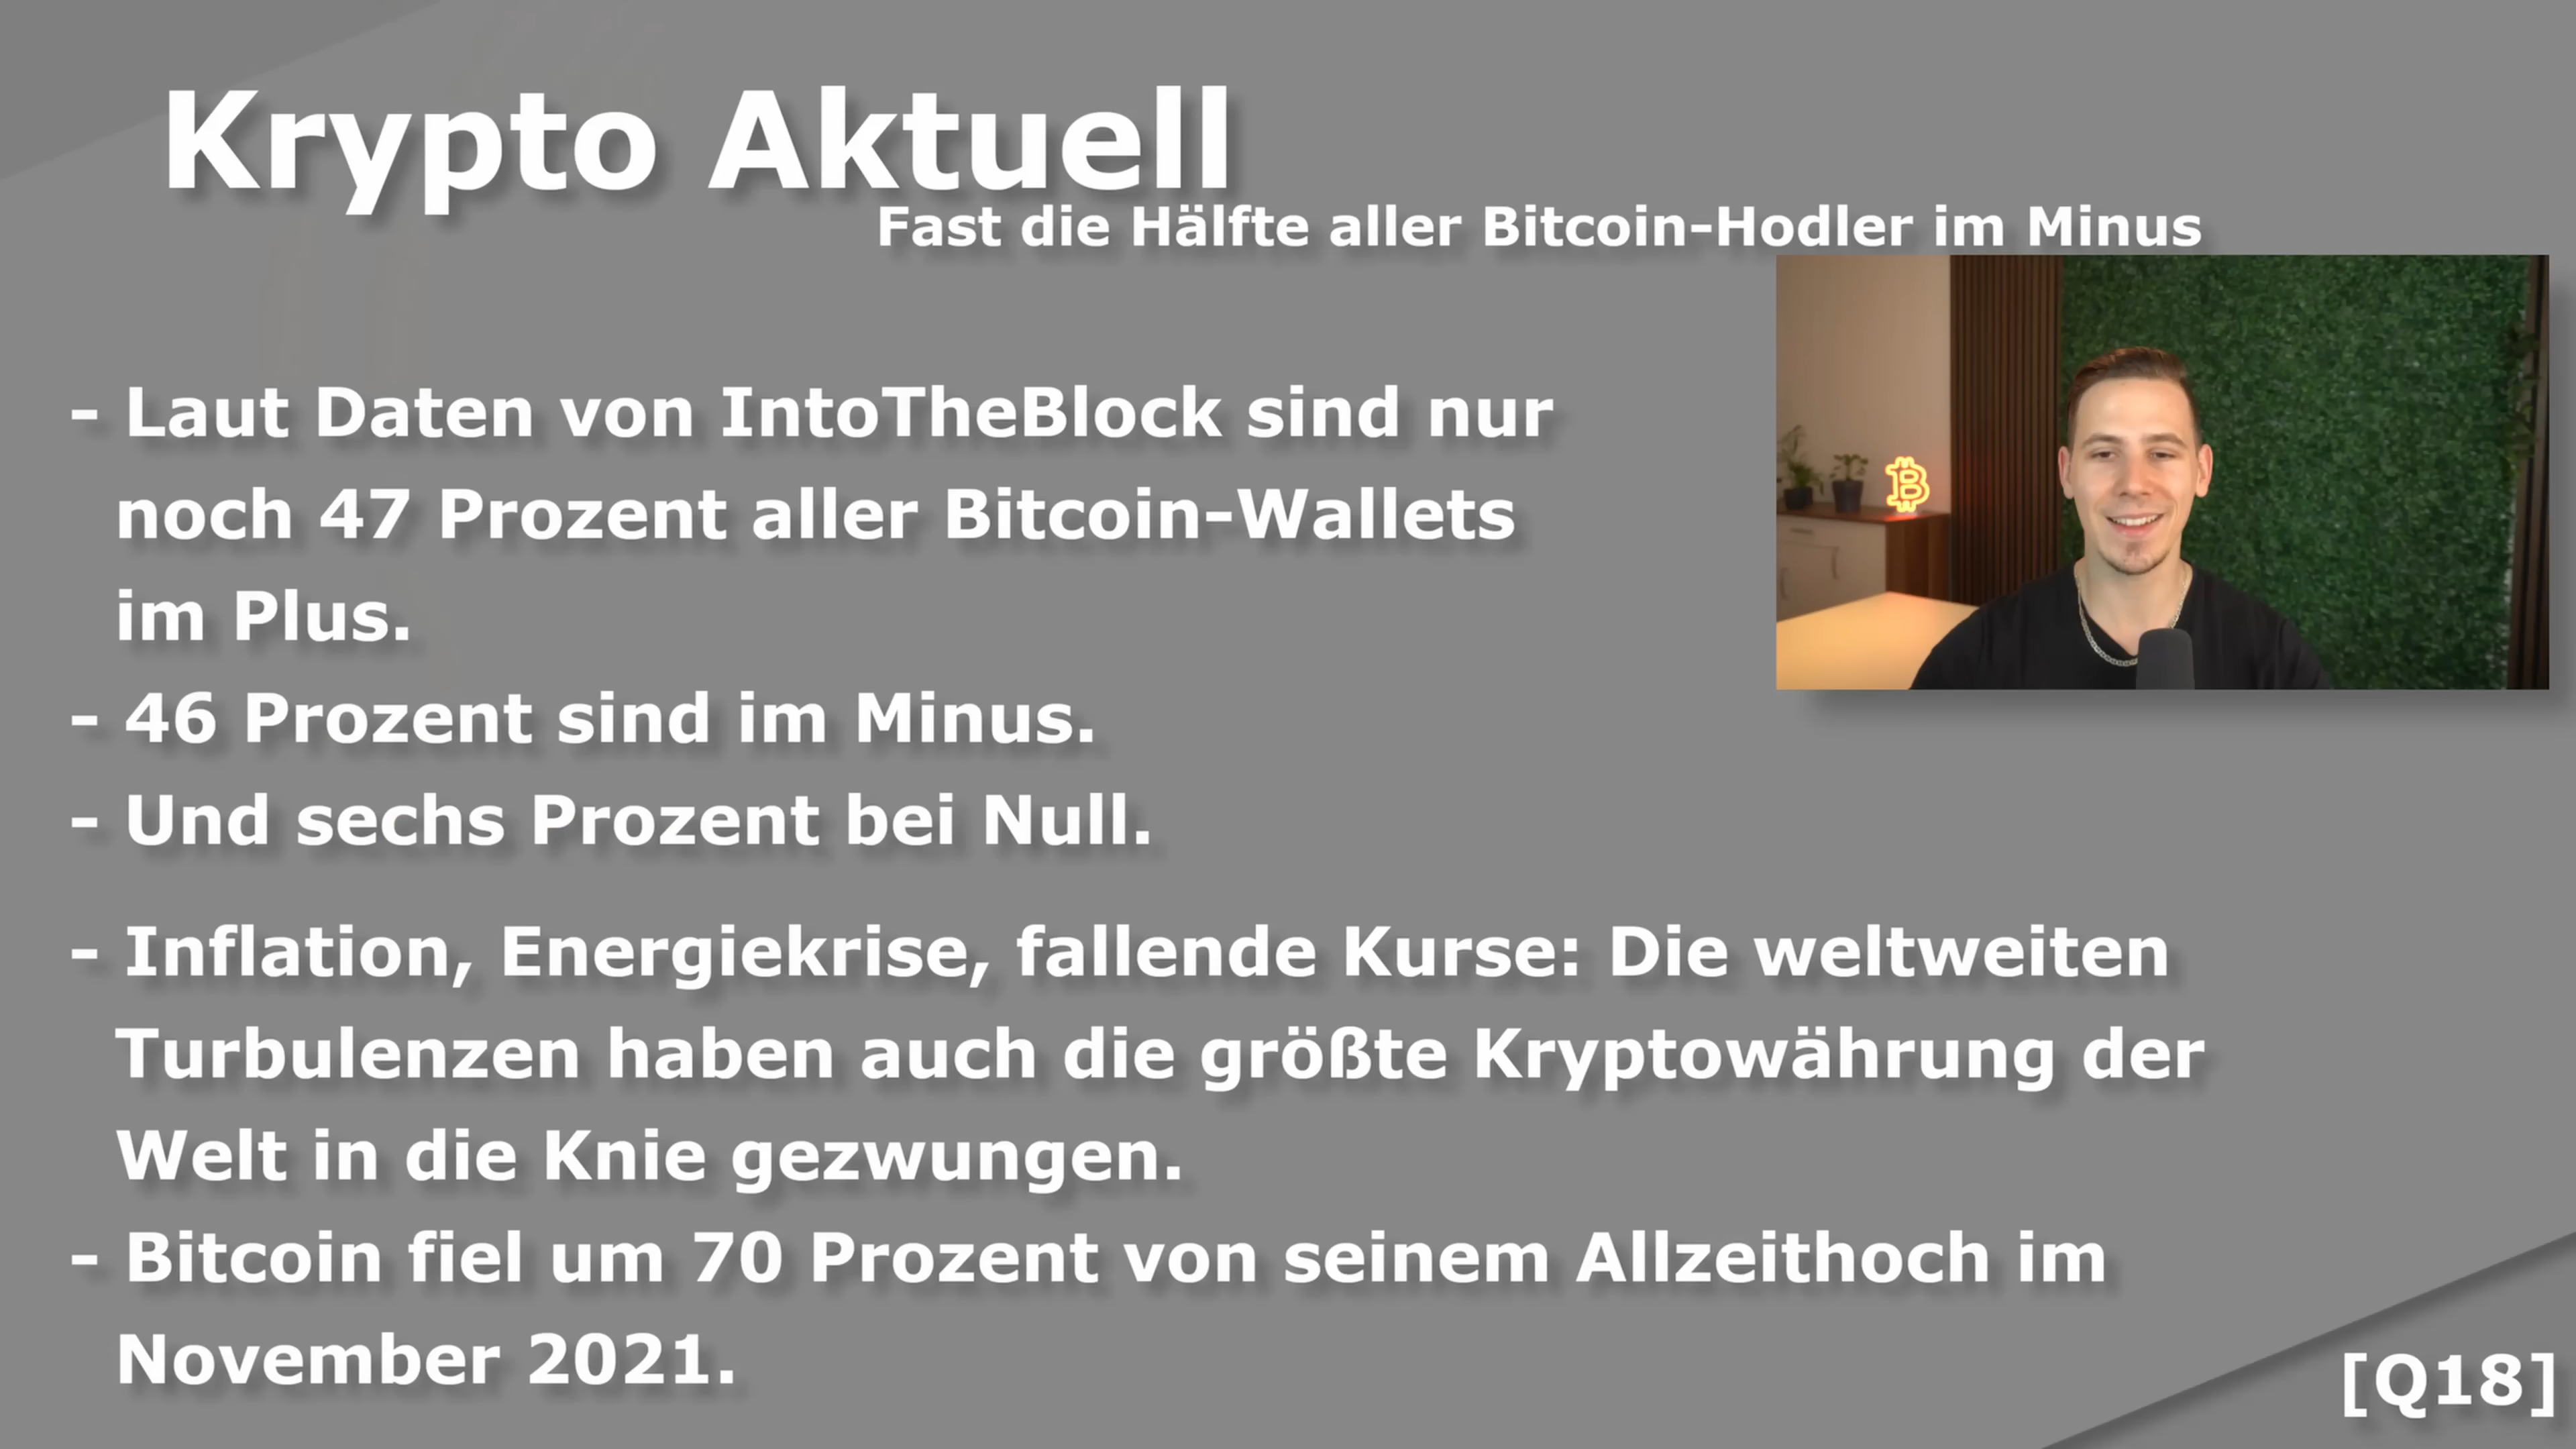 Krypto Aktuell
Fast die Hälfte aller Bitcoin-Hodler im Minus
- Laut Daten von IntoTheBlock sind nur
noch 47 Prozent aller Bitcoin-Wallets
im Plus.
- 46 Prozent sind im Minus.
- Und sechs Prozent bei Null.
- Inflation, Energiekrise, fallende Kurse: Die weltweiten
Turbulenzen haben auch die größte Kryptowährung der
Welt in die Knie gezwungen.
- Bitcoin fiel um 70 Prozent von seinem Allzeithoch im
November 2021.
[Q18]